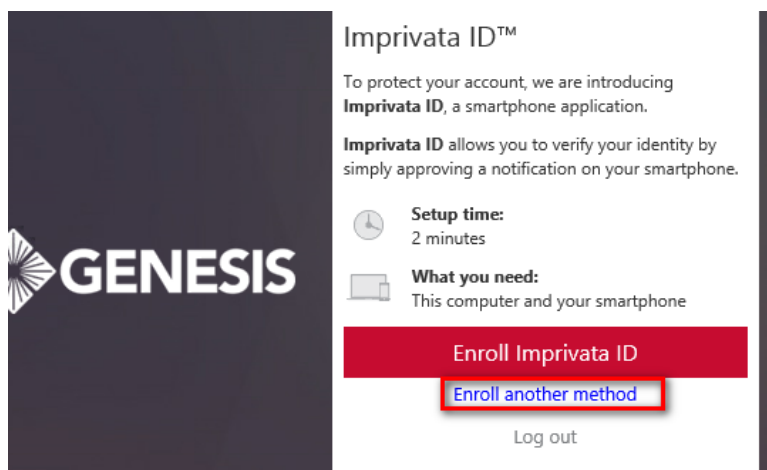 GENESIS
Imprivata ID™
To protect your account, we are introducing
Imprivata ID, a smartphone application.
Imprivata ID allows you to verify your identity by
simply approving a notification on your smartphone.
Setup time:
2 minutes
What you need:
This computer and your smartphone
Enroll Imprivata ID
Enroll another method
Log out